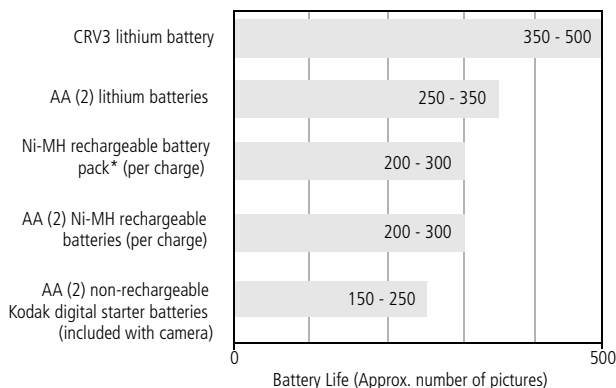 CRV3 lithium battery
350 - 500
AA (2) lithium batteries
250 - 350
Ni-MH rechargeable battery
pack* (per charge)
200 - 300
AA (2) Ni-MH rechargeable
batteries (per charge)
200 - 300
AA (2) non-rechargeable
Kodak digital starter batteries
(included with camera)
150 - 250
0
500
Battery Life (Approx. number of pictures)